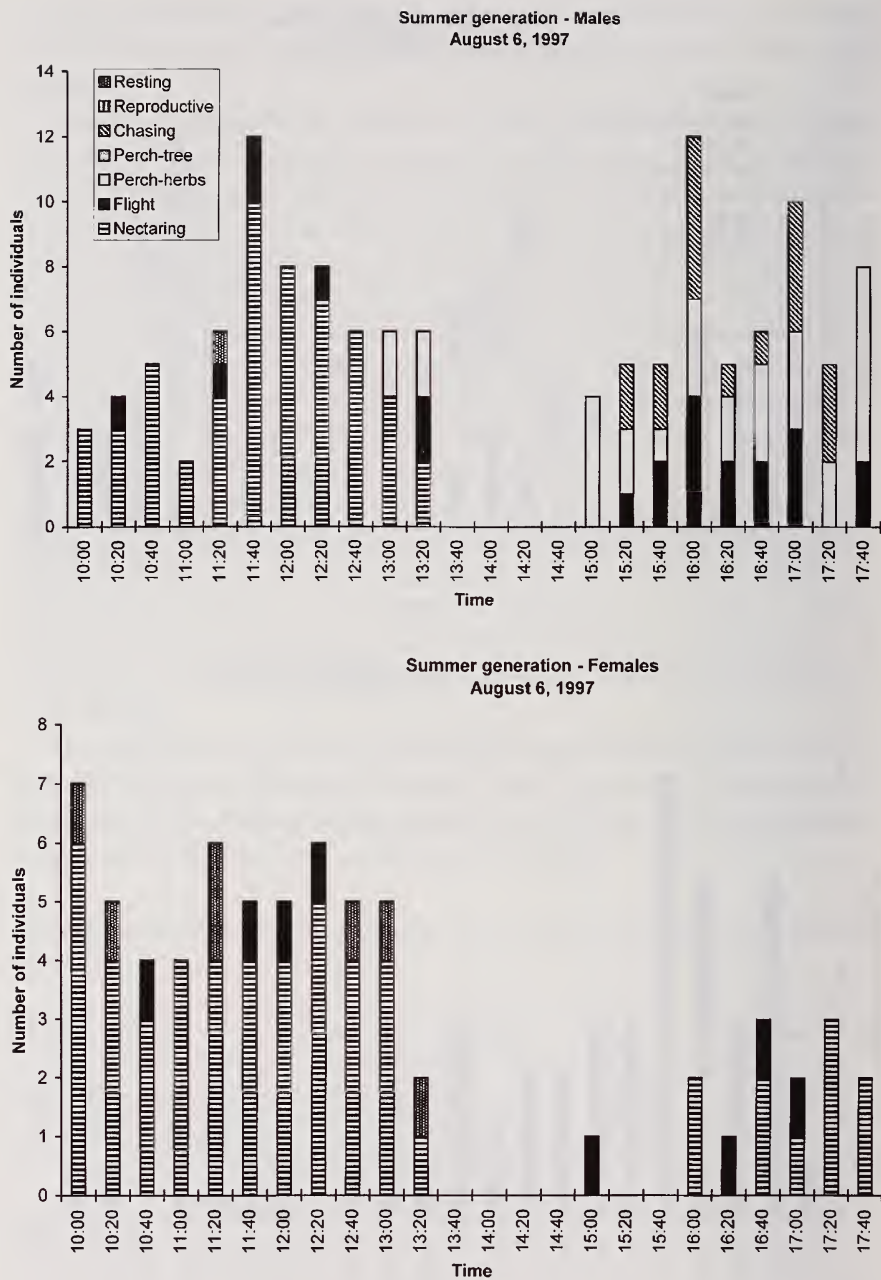 Summer generation - Males
August 6, 1997
14
12
10
8
6
4
2
0
Number of individuals
Resting
Reproductive
Chasing
Perch-tree
Perch-herbs
Flight
Nectaring
10:00 10:20 10:40 11:00 11:20 11:40 12:00 12:20 12:40 13:00 13:20 13:40 14:00 14:20 14:40 15:00 15:20 15:40 16:00 16:20 16:40 17:00 17:20 17:40
Time
Summer generation - Females
August 6, 1997
8
7
6
5
4
3
2
1
0
Number of individuals
10:00 10:20 10:40 11:00 11:20 11:40 12:00 12:20 12:40 13:00 13:20 13:40 14:00 14:20 14:40 15:00 15:20 15:40 16:00 16:20 16:40 17:00 17:20 17:40
Time